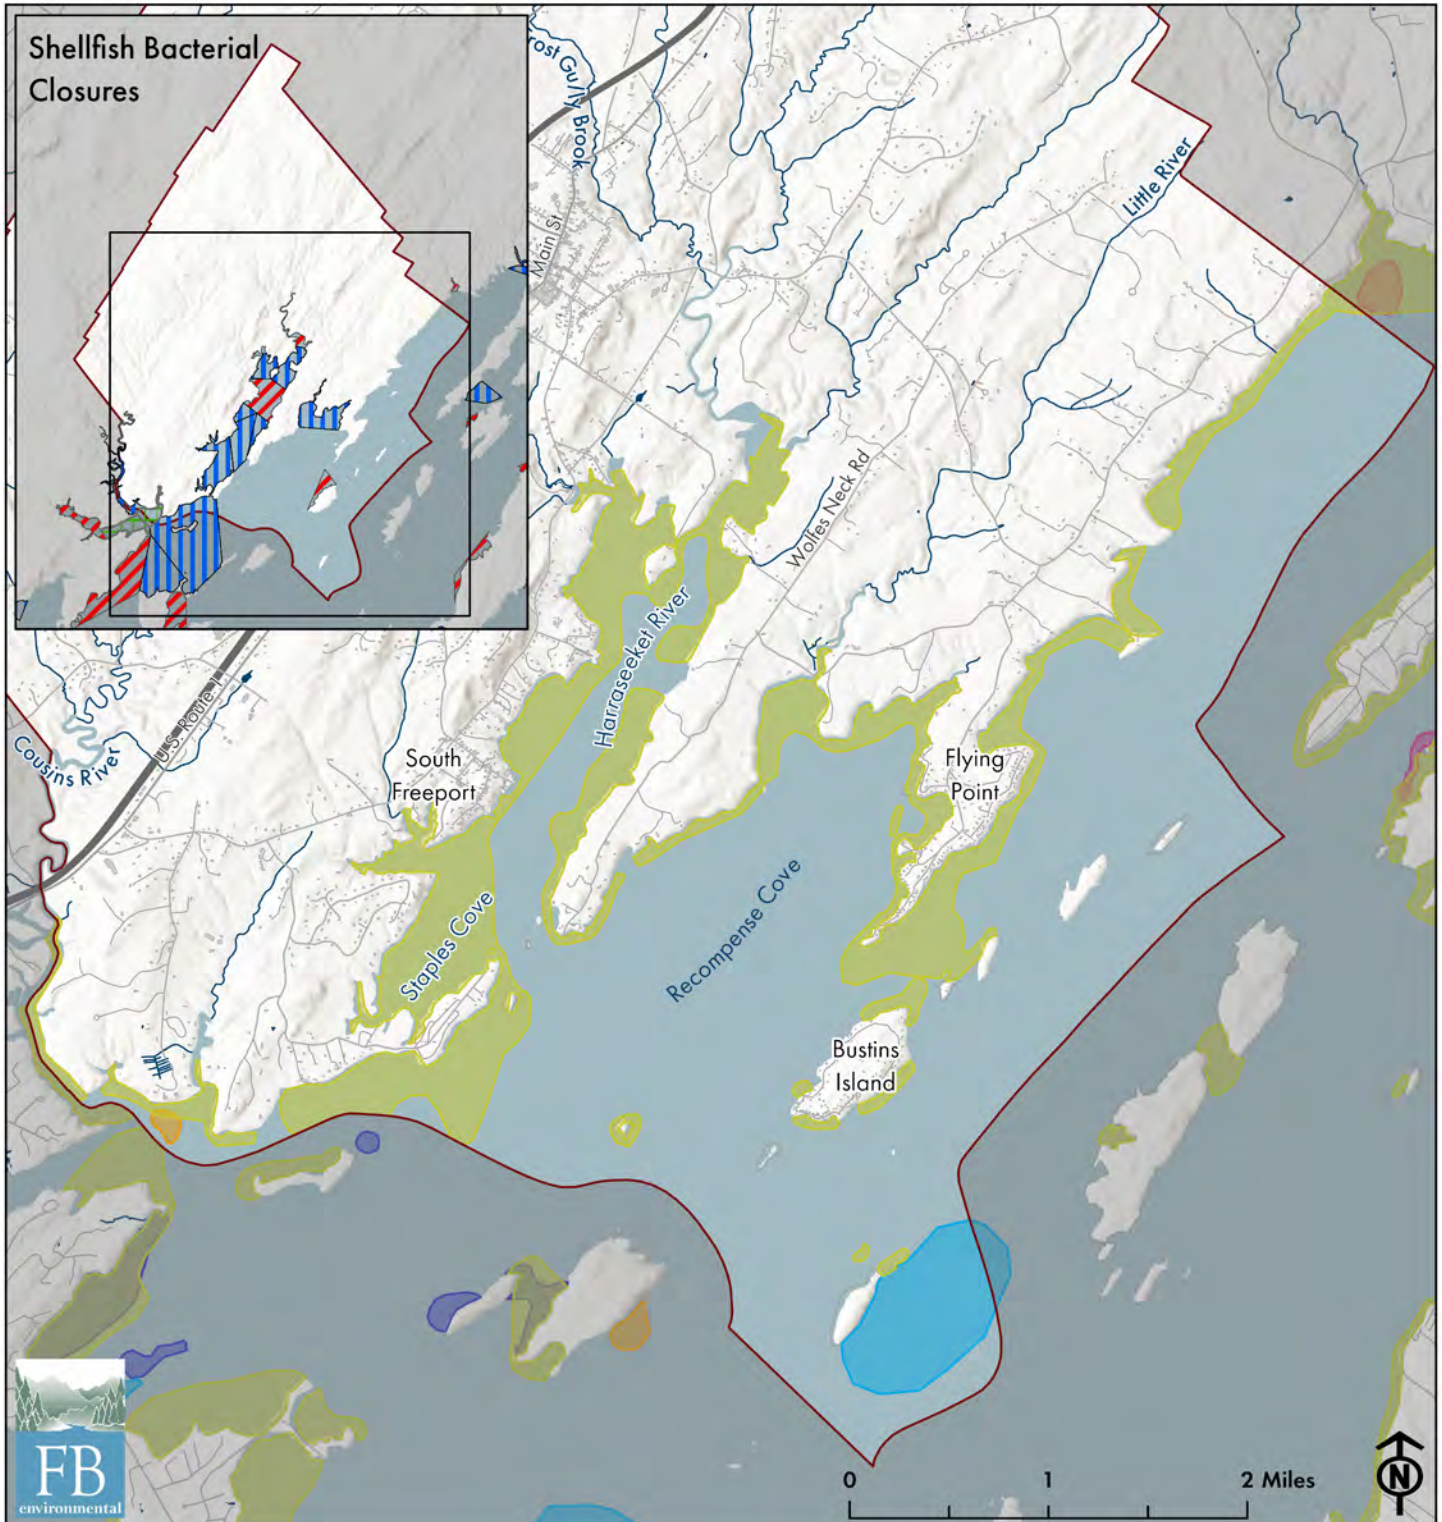 Shellfish Bacterial
Closures
rost Gully Brook
Main St
Little River
Wolfes Neck Rd
Harraseeket River
U.S. Route 1
Cousins River
South
Freeport
Flying
Point
Staples Cove
Recompense Cove
Bustins
Island
FB
environmental
0 1 2 Miles
N